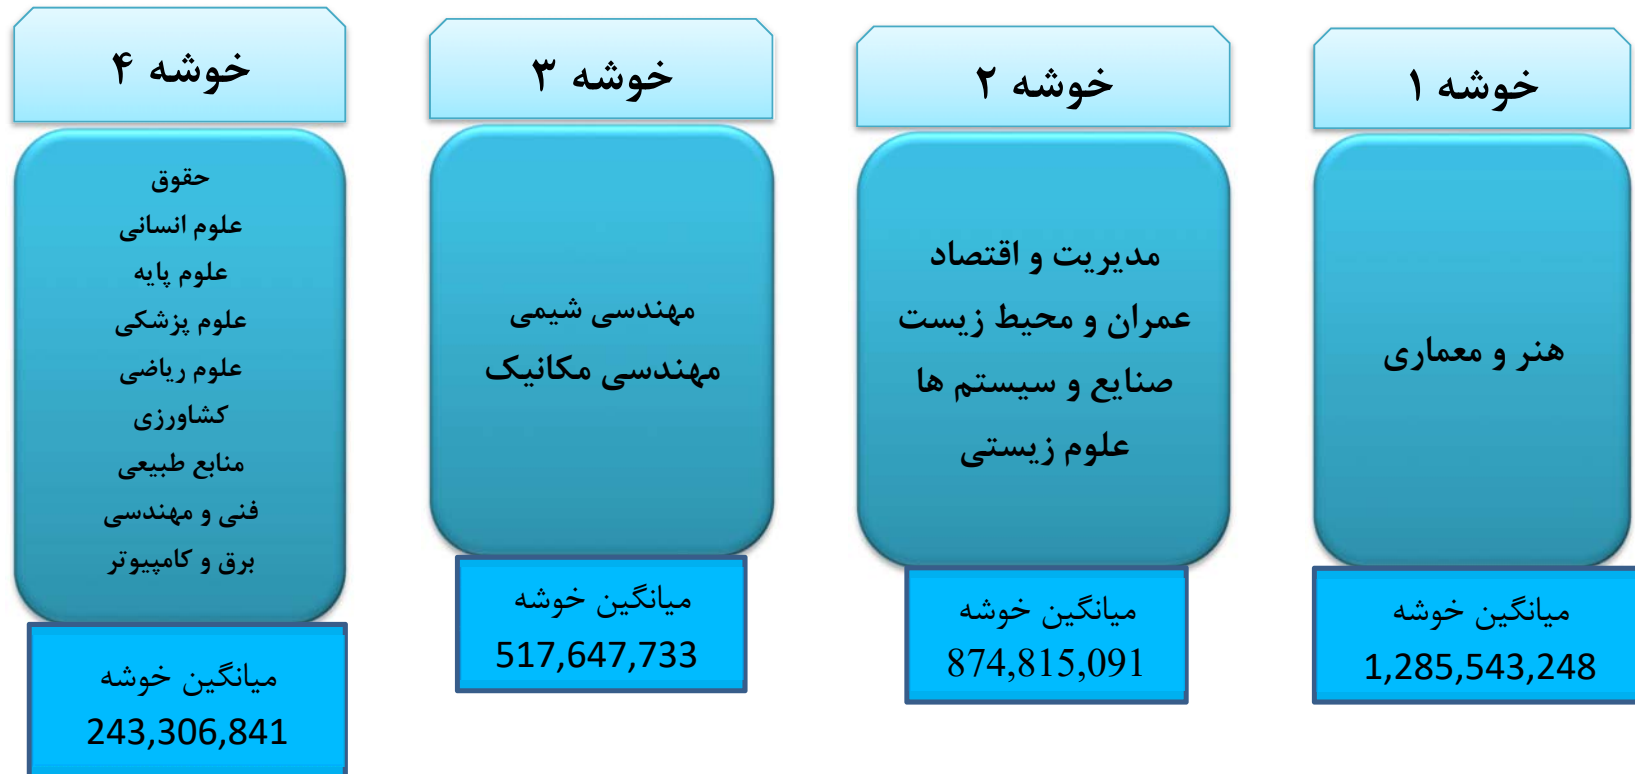 خوشه ۱
هنر و معماری
میانگین خوشه
1,285,543,248
خوشه ۲
مدیریت و اقتصاد
عمران و محیط زیست
صنایع و سیستم ها
علوم زیستی
میانگین خوشه
874,815,091
خوشه ۳
مهندسی شیمی
مهندسی مکانیک
میانگین خوشه
517,647,733
خوشه ۴
حقوق
علوم انسانی
علوم پایه
علوم پزشکی
علوم ریاضی
کشاورزی
منابع طبیعی
فنی و مهندسی
برق و کامپیوتر
میانگین خوشه
243,306,841